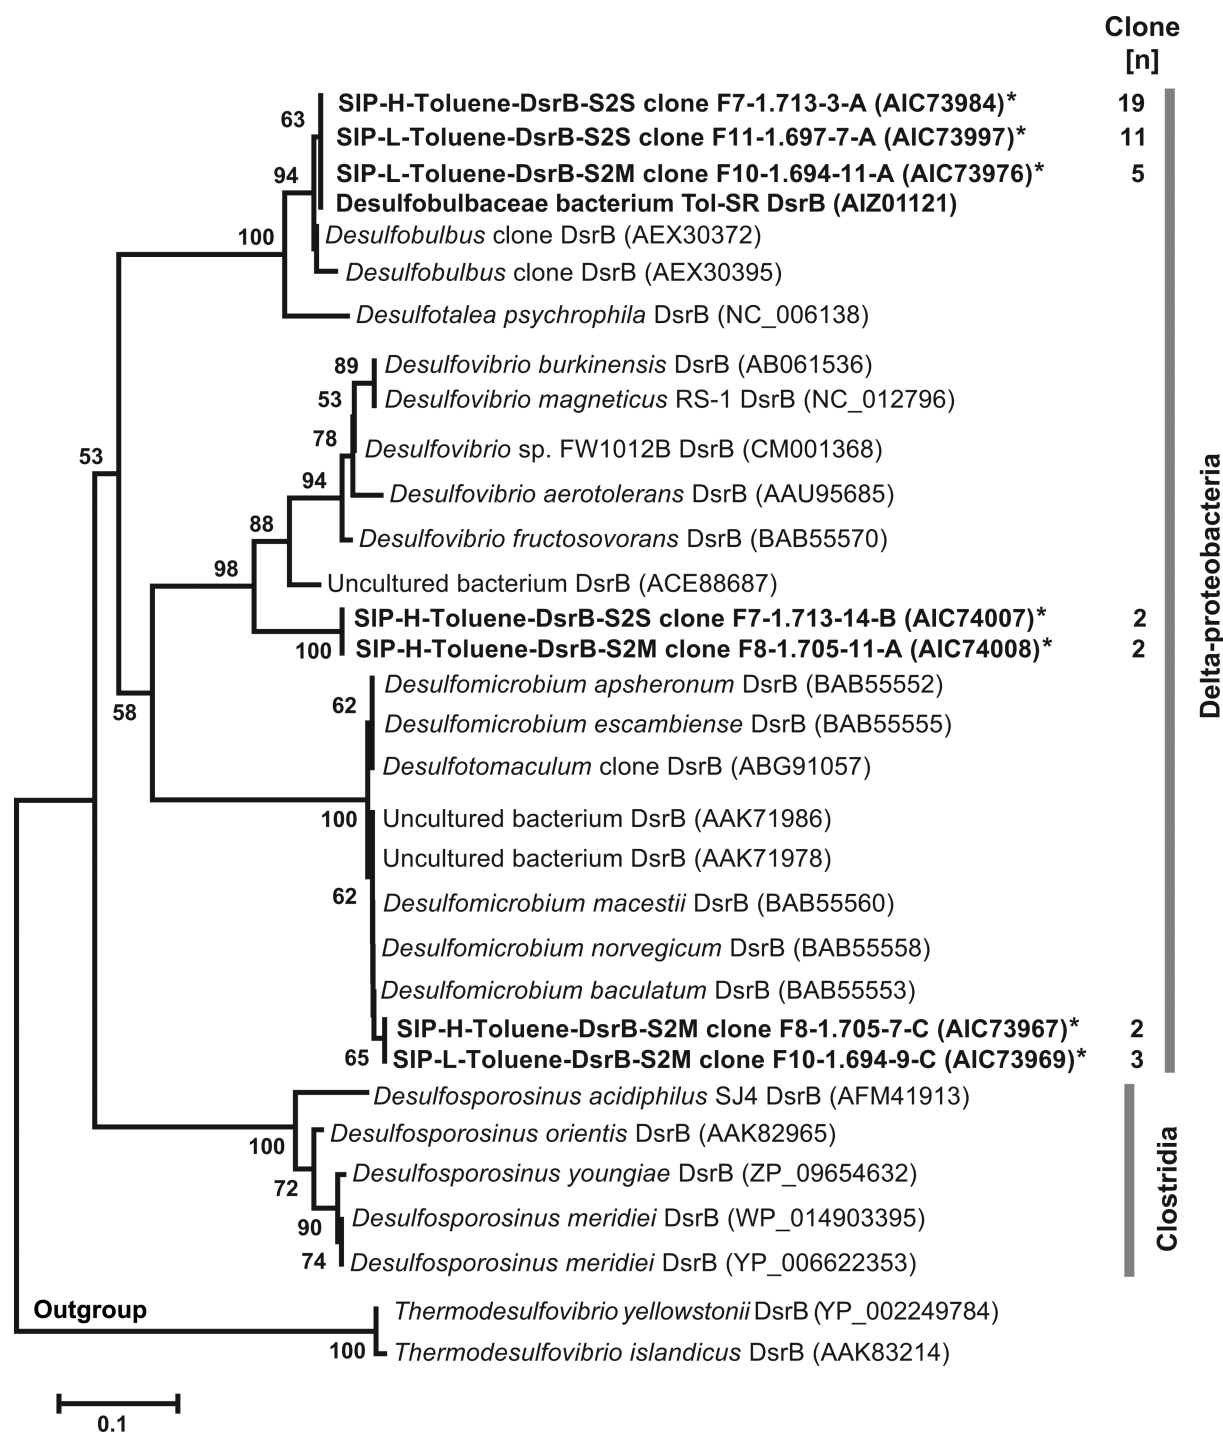 Clone
[n]
63
SIP-H-Toluene-DsrB-S2S clone F7-1.713-3-A (AIC73984)* 19
SIP-L-Toluene-DsrB-S2S clone F11-1.697-7-A (AIC73997)* 11
94
SIP-L-Toluene-DsrB-S2M clone F10-1.694-11-A (AIC73976)* 5
Desulfobulbaceae bacterium Tol-SR DsrB (AIZ01121)
100
Desulfobulbus clone DsrB (AEX30372)
Desulfobulbus clone DsrB (AEX30395)
Desulfotalea psychrophila DsrB (NC_006138)
89
Desulfovibrio burkinensis DsrB (AB061536)
53
Desulfovibrio magneticus RS-1 DsrB (NC_012796)
78
Desulfovibrio sp. FW1012B DsrB (CM001368)
53
94
Desulfovibrio aerotolerans DsrB (AAU95685)
88
Desulfovibrio fructosovorans DsrB (BAB55570)
98
Uncultured bacterium DsrB (ACE88687)
SIP-H-Toluene-DsrB-S2S clone F7-1.713-14-B (AIC74007)* 2
100
SIP-H-Toluene-DsrB-S2M clone F8-1.705-11-A (AIC74008)* 2
Delta-proteobacteria
Desulfomicrobium apsheronum DsrB (BAB55552)
62
58
Desulfomicrobium escambiense DsrB (BAB55555)
Desulfotomaculum clone DsrB (ABG91057)
100
Uncultured bacterium DsrB (AAK71986)
Uncultured bacterium DsrB (AAK71978)
62
Desulfomicrobium macestii DsrB (BAB55560)
Desulfomicrobium norvegicum DsrB (BAB55558)
Desulfomicrobium baculatum DsrB (BAB55553)
SIP-H-Toluene-DsrB-S2M clone F8-1.705-7-C (AIC73967)* 2
65
SIP-L-Toluene-DsrB-S2M clone F10-1.694-9-C (AIC73969)* 3
Desulfosporosinus acidiphilus SJ4 DsrB (AFM41913)
100
Desulfosporosinus orientis DsrB (AAK82965)
72
Desulfosporosinus youngiae DsrB (ZP_09654632)
Clostridia
90
Desulfosporosinus meridiei DsrB (WP_014903395)
74
Desulfosporosinus meridiei DsrB (YP_006622353)
Outgroup
Thermodesulfovibrio yellowstonii DsrB (YP_002249784)
100
Thermodesulfovibrio islandicus DsrB (AAK83214)
0.1